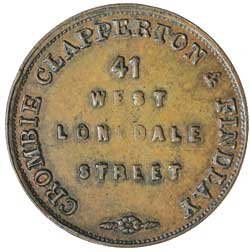 CROMBIE CLAPPERTON & FINDLAY
41
WEST
LONSDALE
STREET